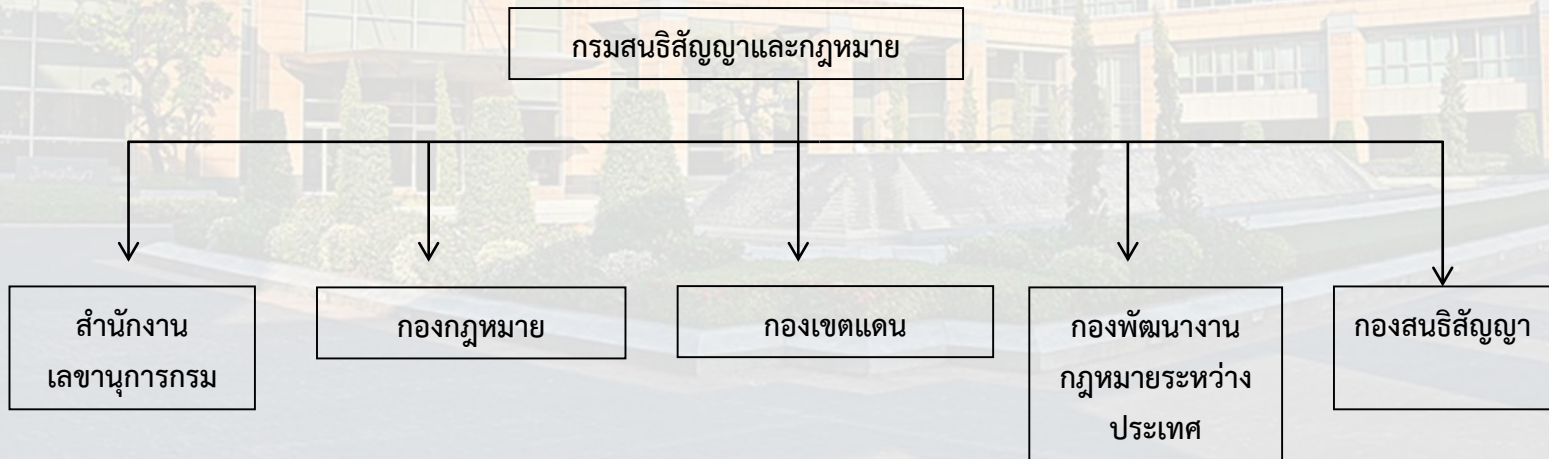 กรมสนธิสัญญาและกฎหมาย
สำนักงาน
เลขานุการกรม
กองกฎหมาย
กองเขตแดน
กองพัฒนางาน
กฎหมายระหว่าง
ประเทศ
กองสนธิสัญญา